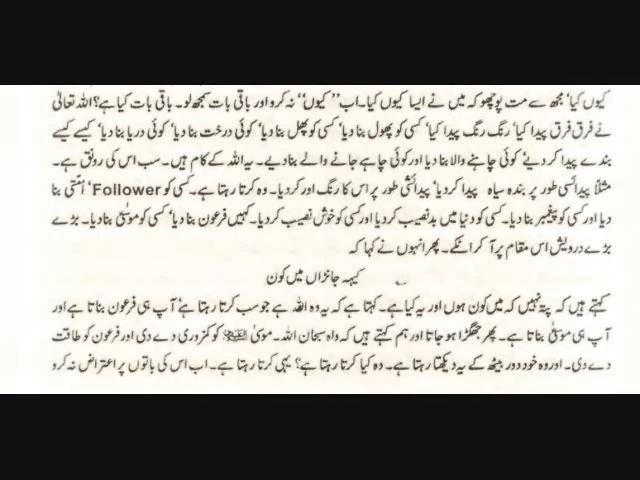 کیوں کیا‘ مجھ سے مت پوچھو کہ میں نے ایسا کیوں کیا۔ اب ”کیوں“ نہ کرو اور باقی بات سمجھ لو۔ باقی بات کیا ہے؟ اللہ تعالیٰ
نے فرق فرق پیدا کیا‘ رنگ رنگ پیدا کیا‘ کسی کو پھول بنا دیا‘ کسی کو پھل بنا دیا‘ کوئی درخت بنا دیا‘ کوئی دریا بنا دیا‘ کیسے کیسے
بندے پیدا کر دیئے‘ کوئی چاہنے والا بنا دیا اور کوئی چاہے جانے والے بنا دیے۔ یہ اللہ کے کام ہیں۔ سب اس کی رونق ہے۔
مثلاً پیدائشی طور پر بندہ سیاہ پیدا کر دیا‘ پیدائشی طور پر اس کا رنگ اور کر دیا۔ وہ کرتا رہتا ہے۔ کسی کو Follower‘ اُمّتی بنا
دیا اور کسی کو پیغمبر بنا دیا۔ کسی کو دنیا میں بدنصیب کر دیا اور کسی کو خوش نصیب کر دیا۔ کہیں فرعون بنا دیا‘ کسی کو موسیٰؑ بنا دیا۔ بڑے
بڑے درویش اس مقام پر آ کر اٹکے۔ پھر انہوں نے کہا کہ
کیہہ جانڑاں میں کون
کہتے ہیں کہ پتہ نہیں کہ میں کون ہوں اور یہ کیا ہے۔ کہتا ہے کہ یہ وہ اللہ ہے جو سب کرتا رہتا ہے‘ آپ ہی فرعون بناتا ہے اور
آپ ہی موسیٰؑ بناتا ہے۔ پھر جھگڑا ہو جاتا اور ہم کہتے ہیں کہ واہ سبحان اللہ۔ موسیٰ علیہ السلام کو کمزوری دے دی اور فرعون کو طاقت
دے دی۔ اور وہ خود دور بیٹھ کے یہ دیکھتا رہتا ہے۔ وہ کیا کرتا رہتا ہے؟ یہی کرتا رہتا ہے۔ اب اس کی باتوں پر اعتراض نہ کرو